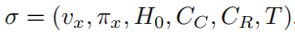 σ = (v_x, π_x, H_0, C_C, C_R, T).